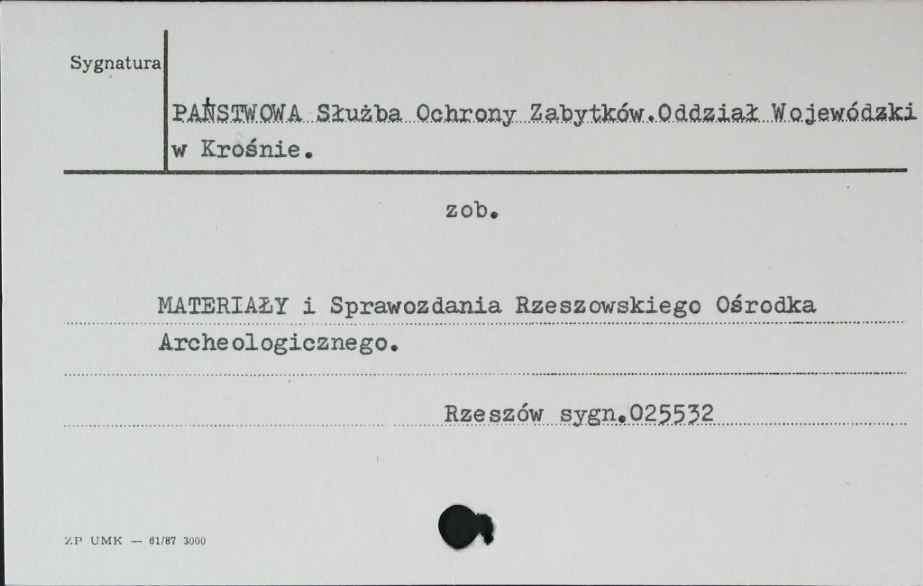 Sygnatura
PAŃSTWOWA Służba Ochrony Zabytków.Oddział Wojewódzki
w Krośnie.
zob.
MATERIAŁY i Sprawozdania Rzeszowskiego Ośrodka
Archeologicznego.
Rzeszów sygn.025532
ZP UMK — 61/87 3000